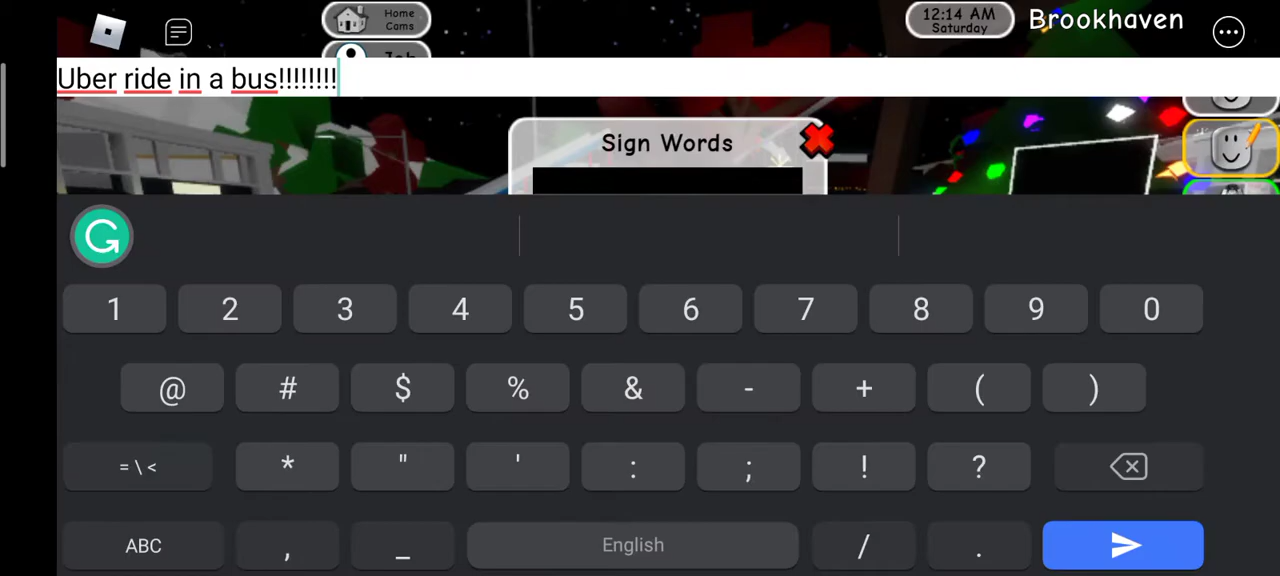 Home
Cams
12:14 AM
Saturday
Brookhaven
Job
Uber ride in a bus!!!!!!!!
Sign Words
1 2 3 4 5 6 7 8 9 0
@ # $ % & - + ( )
= \ < * " ' : ; ! ?
ABC , _ English / .